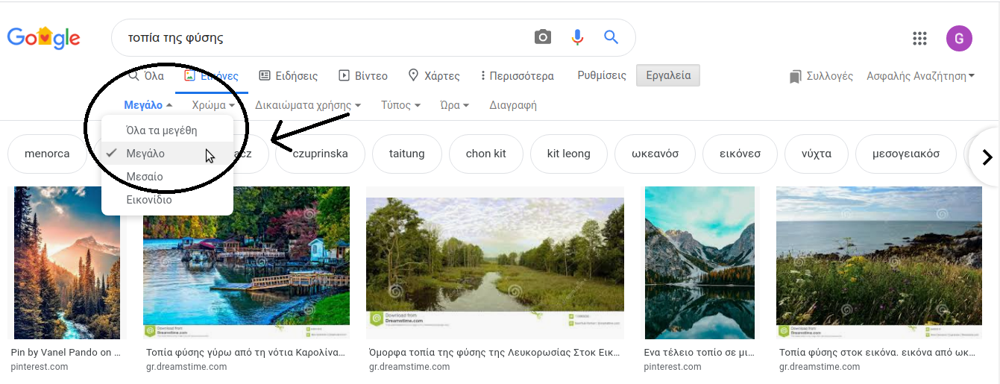 Google
τοπία της φύσης
G
Όλα Εικόνες Ειδήσεις Βίντεο Χάρτες Περισσότερα Ρυθμίσεις Εργαλεία Συλλογές Ασφαλής Αναζήτηση
Μεγάλο Χρώμα Δικαιώματα χρήσης Τύπος Ώρα Διαγραφή
Όλα τα μεγέθη
Μεγάλο
Μεσαίο
Εικονίδιο
menorca czuprinska taitung chon kit kit leong ωκεανόσ εικόνεσ νύχτα μεσογειακόσ
Download from
Dreamstime.com
Download from
Dreamstime.com
Download from
Dreamstime.com
Pin by Vanel Pando on ...
pinterest.com
Τοπία φύσης γύρω από τη νότια Καρολίνα...
gr.dreamstime.com
Όμορφα τοπία της φύσης της Λευκορωσίας Στοκ Εικ...
gr.dreamstime.com
Ενα τέλειο τοπίο σε μι...
pinterest.com
Τοπία φύσης στοκ εικόνα. εικόνα από ωκ...
gr.dreamstime.com